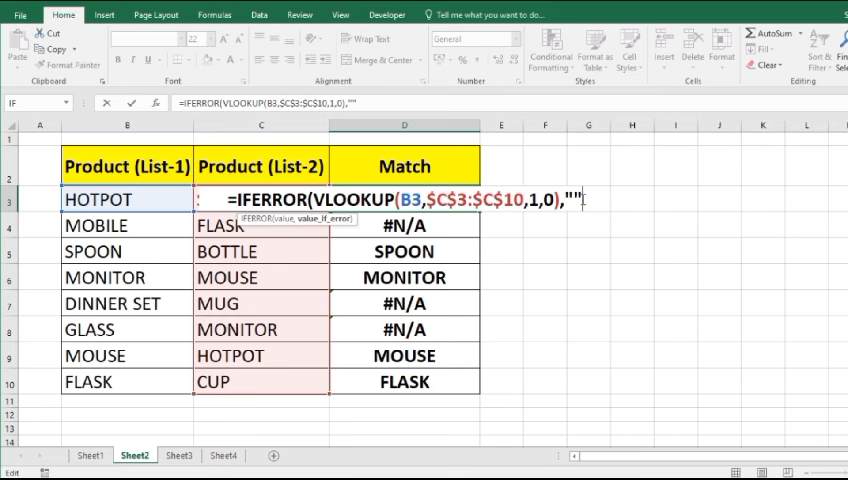 File Home Insert Page Layout Formulas Data Review View Developer Tell me what you want to do...
Cut
Copy
Format Painter
Paste
Clipboard
22
B I U
Font
Wrap Text
Merge & Center
Alignment
General
Number
Conditional Formatting
Format as Table
Cell Styles
Styles
Insert Delete Format
Cells
AutoSum
Fill
Clear
Sort & Filter
Editing
IF =IFERROR(VLOOKUP(B3,$C$3:$C$10,1,0),""
A B C D E F G H I J K L
1
2 Product (List-1) Product (List-2) Match
3 HOTPOT =IFERROR(VLOOKUP(B3,$C$3:$C$10,1,0),""
IFERROR(value, value_if_error)
4 MOBILE FLASK #N/A
5 SPOON BOTTLE SPOON
6 MONITOR MOUSE MONITOR
7 DINNER SET MUG #N/A
8 GLASS MONITOR #N/A
9 MOUSE HOTPOT MOUSE
10 FLASK CUP FLASK
11
12
13
14
Sheet1 Sheet2 Sheet3 Sheet4
Edit